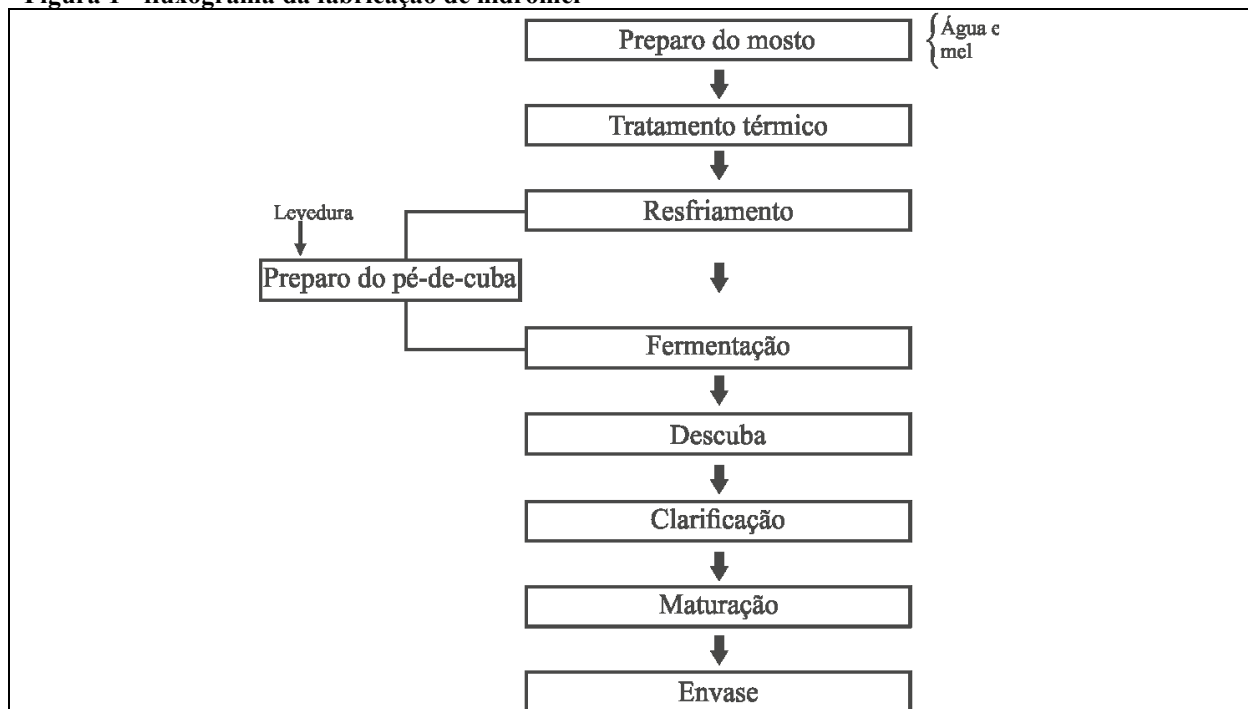 Preparo do mosto
Água e
mel
Tratamento térmico
Resfriamento
Levedura
Preparo do pé-de-cuba
Fermentação
Descuba
Clarificação
Maturação
Envase